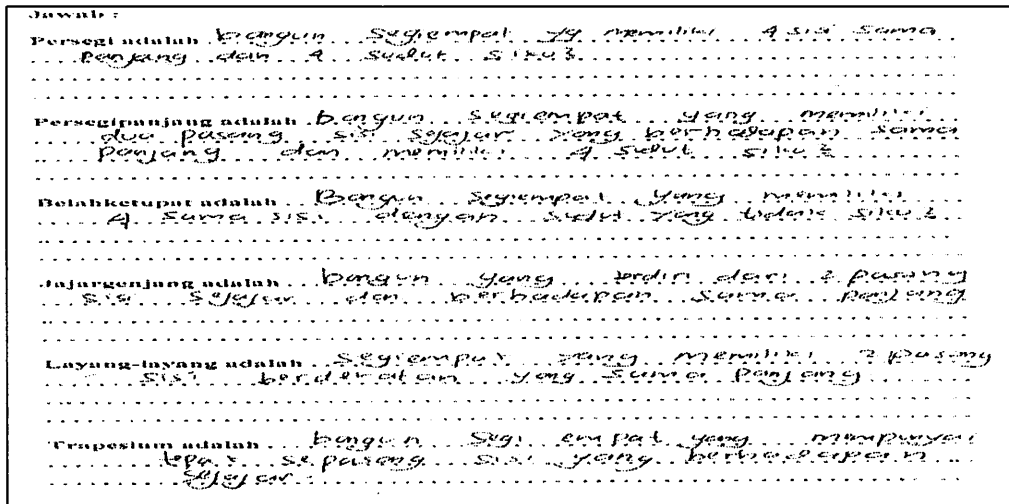 Jawab :
Persegi adalah bangun segiempat yg memiliki 4 sisi sama
panjang dan 4 sudut siku2
Persegipanjang adalah bangun segiempat yang memiliki
dua pasang sisi sejajar yang berhadapan sama
panjang dan memiliki 4 sudut siku2
Belahketupat adalah Bangun segiempat yang memiliki
4 sama sisi dengan sudut yang tidak siku2
Jajargenjang adalah bangun yang terdiri dari 2 pasang
sisi sejajar dan berhadapan sama panjang
Layang-layang adalah segiempat yang memiliki 2 pasang
sisi berdekatan yang sama panjang
Trapesium adalah bangun segi empat yang mempunyai
tepat sepasang sisi yang berhadapan
sejajar